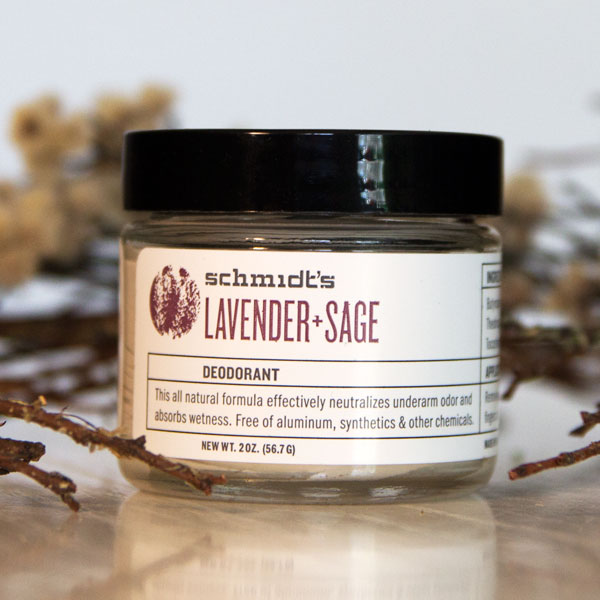 schmidt's
LAVENDER+SAGE
DEODORANT
This all natural formula effectively neutralizes underarm odor and
absorbs wetness. Free of aluminum, synthetics & other chemicals.
NEW WT. 2OZ. (56.7G)